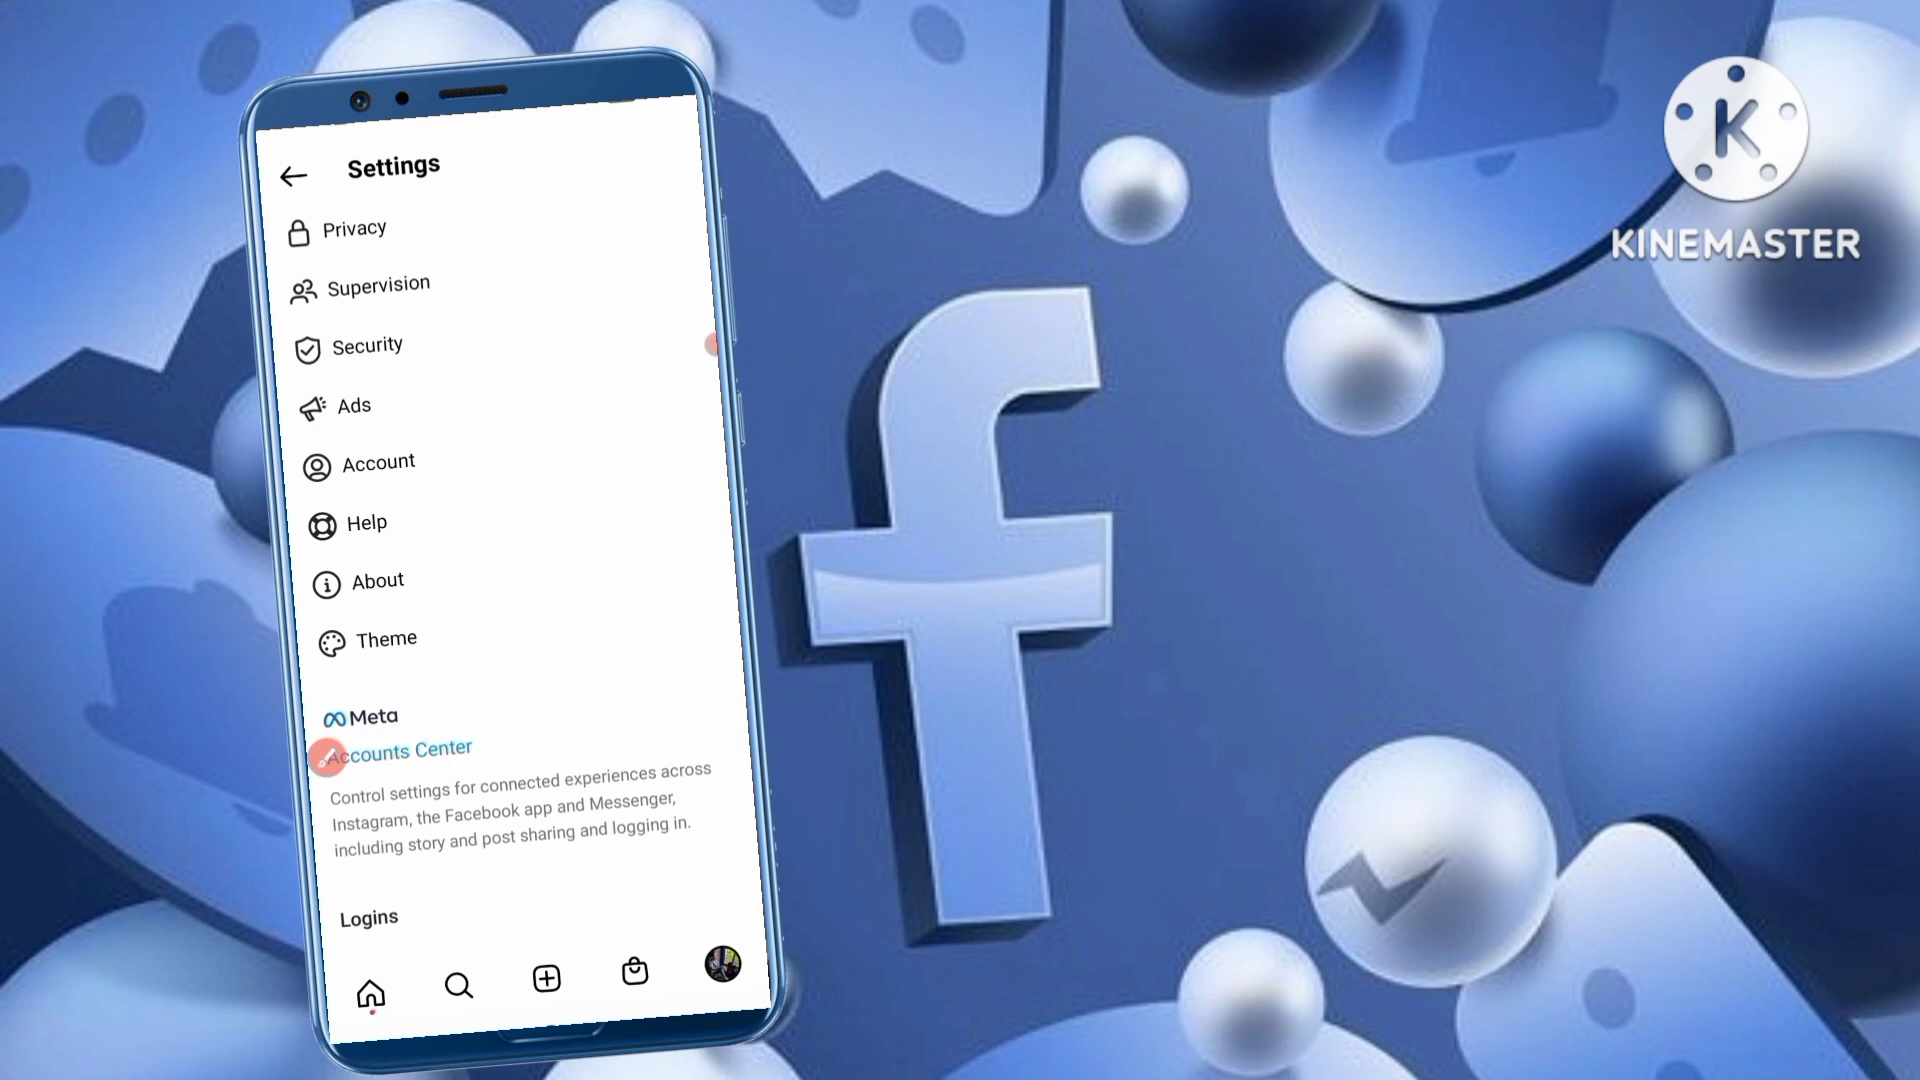 Settings
Privacy
Supervision
Security
Ads
Account
Help
About
Theme
Meta
Accounts Center
Control settings for connected experiences across
Instagram, the Facebook app and Messenger,
including story and post sharing and logging in.
Logins
f
K
KINEMASTER